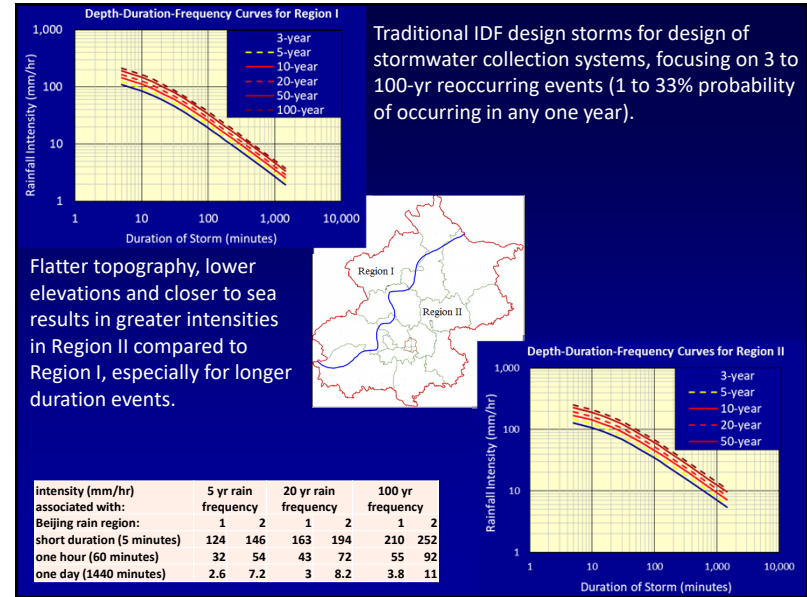 Depth-Duration-Frequency Curves for Region I
1,000
100
10
1
1
10
100
1,000
10,000
Rainfall Inttensity (mm/hr)
Duration of Storm (minutes)
3-year
5-year
10-year
20-year
50-year
100-year
Traditional IDF design storms for design of
stormwater collection systems, focusing on 3 to
100-yr reoccurring events (1 to 33% probability
of occurring in any one year).
Flatter topography, lower
elevations and closer to sea
results in greater intensities
in Region II compared to
Region I, especially for longer
duration events.
Region I
Region II
Depth-Duration-Frequency Curves for Region II
1,000
100
10
1
1
10
100
1,000
10,000
Rainfall Intensity (mm/hr)
Duration of Storm (minutes)
3-year
5-year
10-year
20-year
50-year
intensity (mm/hr) 5 yr rain 20 yr rain 100 yr
associated with: frequency frequency frequency
Beijing rain region: 1 2 1 2 1 2
short duration (5 minutes) 124 146 163 194 210 252
one hour (60 minutes) 32 54 43 72 55 92
one day (1440 minutes) 2.6 7.2 3 8.2 3.8 11